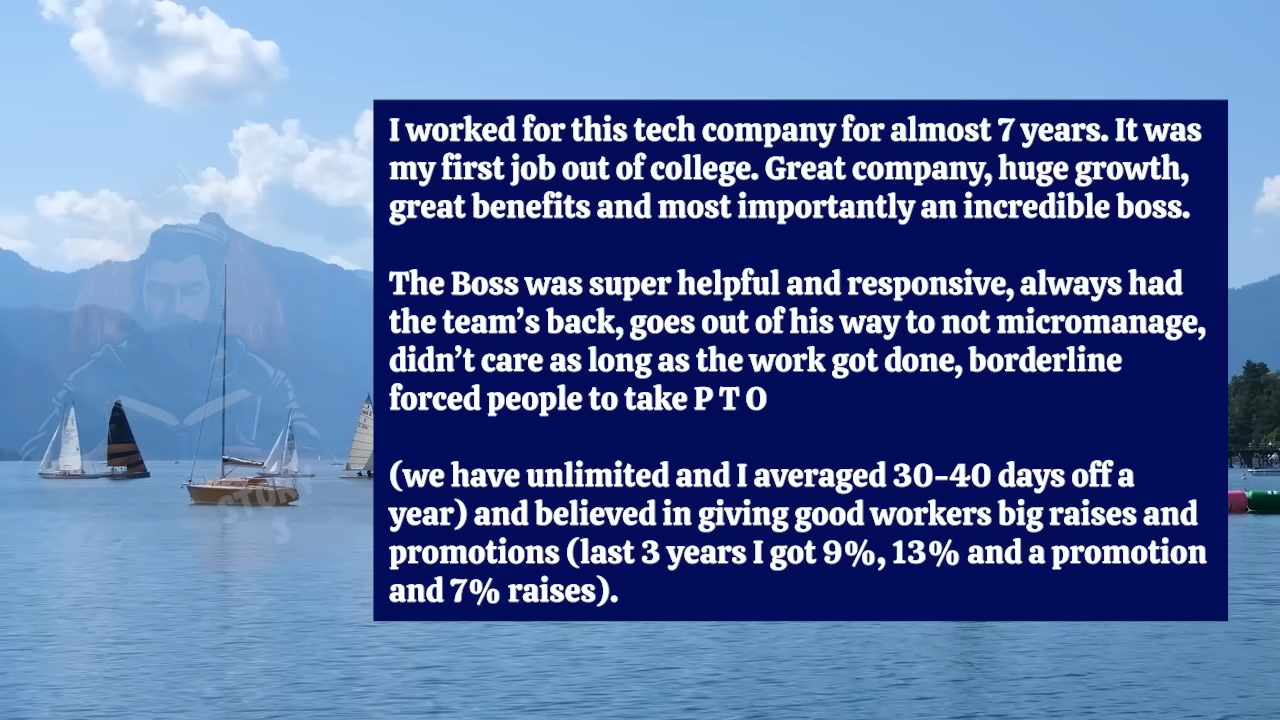 I worked for this tech company for almost 7 years. It was
my first job out of college. Great company, huge growth,
great benefits and most importantly an incredible boss.
The Boss was super helpful and responsive, always had
the team's back, goes out of his way to not micromanage,
didn't care as long as the work got done, borderline
forced people to take P T O
(we have unlimited and I averaged 30-40 days off a
year) and believed in giving good workers big raises and
promotions (last 3 years I got 9%, 13% and a promotion
and 7% raises).
STORY